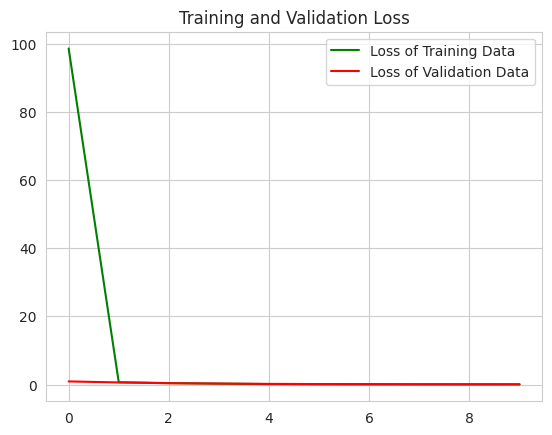 Training and Validation Loss
Loss of Training Data
Loss of Validation Data
100
80
60
40
20
0
0 2 4 6 8